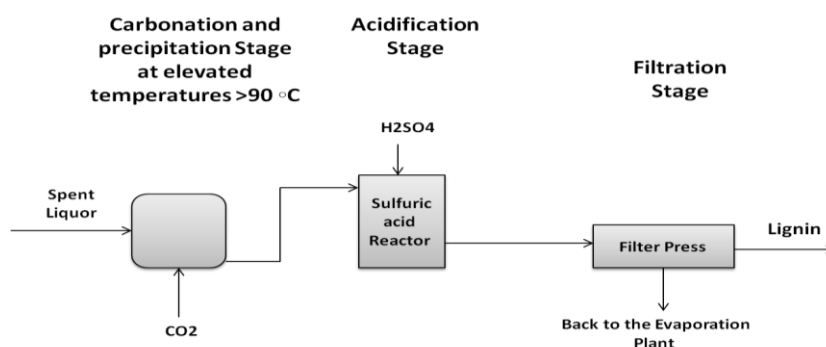 Carbonation and
precipitation Stage
at elevated
temperatures >90 ◦C
Acidification
Stage
Filtration
Stage
H2SO4
Spent
Liquor
Sulfuric
acid
Reactor
Lignin
Filter Press
CO2
Back to the Evaporation
Plant